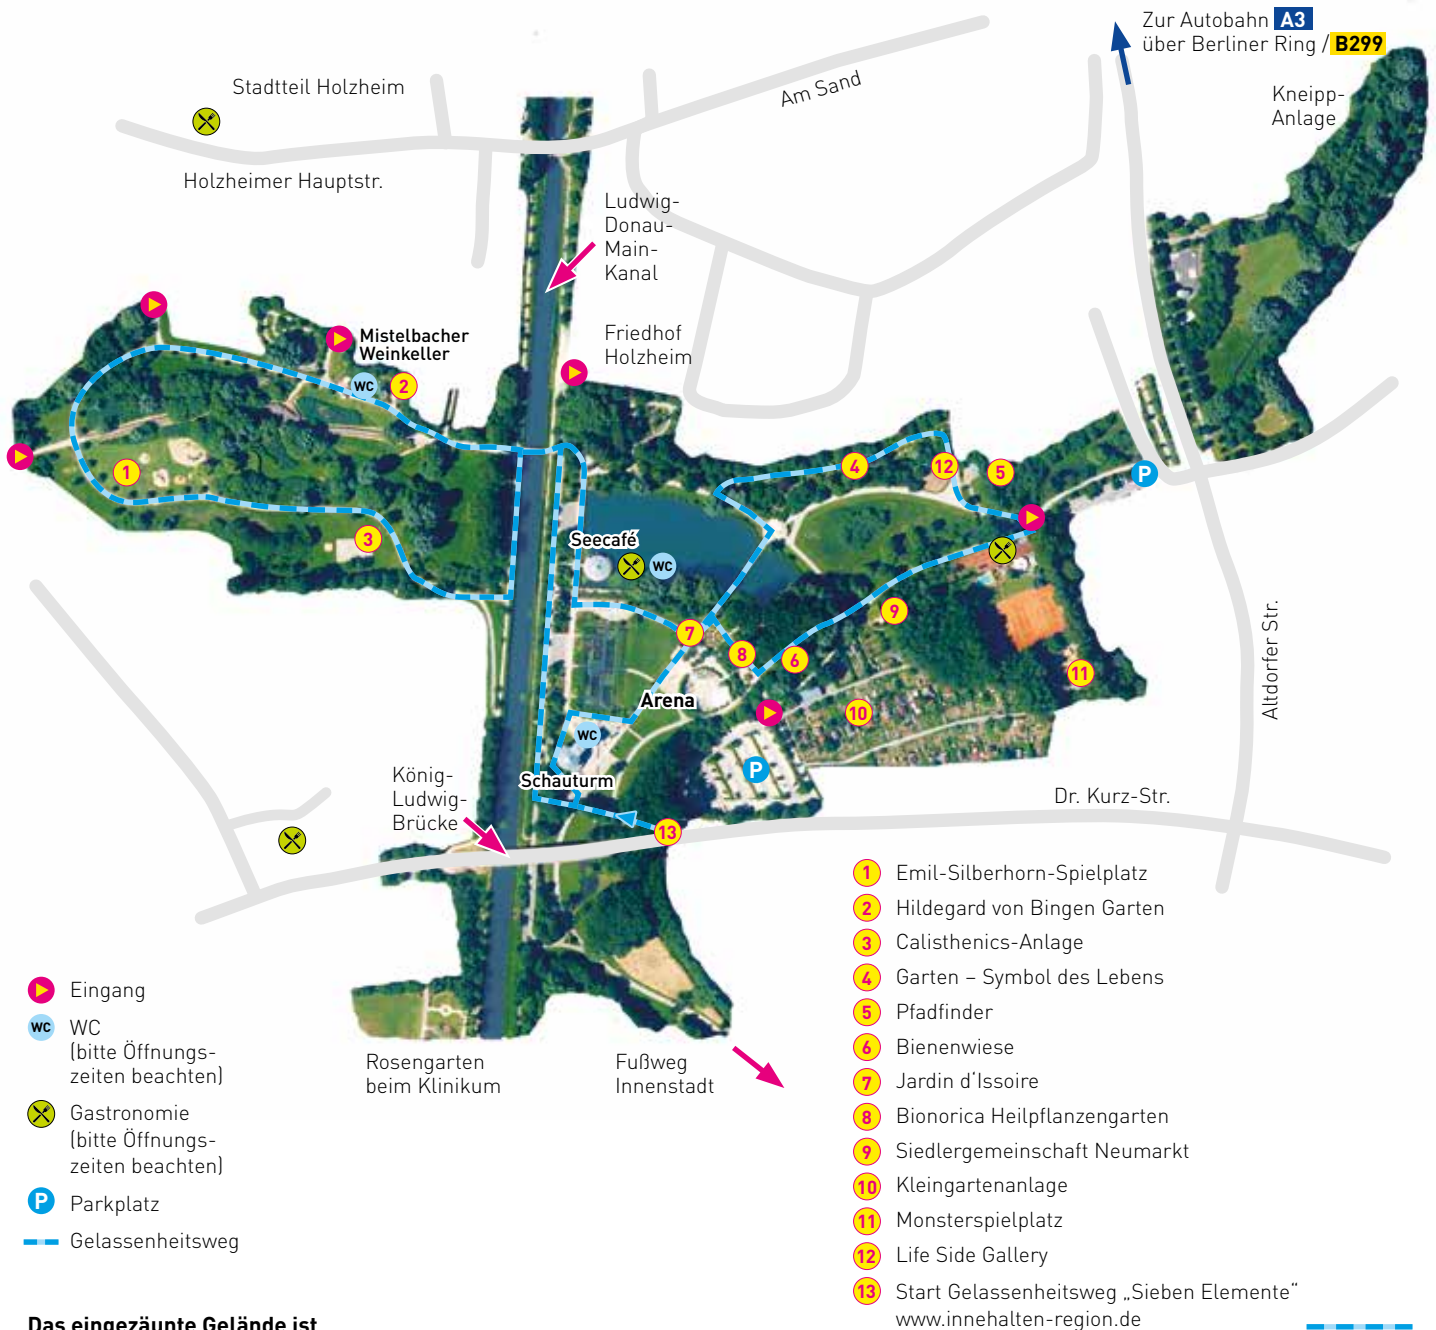 Zur Autobahn A3
über Berliner Ring / B299
Stadtteil Holzheim
Am Sand
Kneipp-
Anlage
Holzheimer Hauptstr.
Ludwig-
Donau-
Main-
Kanal
Friedhof
Holzheim
Mistelbacher
Weinkeller
WC
2
1
3
4
12
5
P
Seecafé
WC
7
8
6
9
11
10
Arena
WC
P
Schauturm
13
Altdorfer Str.
König-
Ludwig-
Brücke
Dr. Kurz-Str.
Rosengarten
beim Klinikum
Fußweg
Innenstadt
Eingang
WC WC
(bitte Öffnungs-
zeiten beachten)
Gastronomie
(bitte Öffnungs-
zeiten beachten)
P Parkplatz
Gelassenheitsweg
1 Emil-Silberhorn-Spielplatz
2 Hildegard von Bingen Garten
3 Calisthenics-Anlage
4 Garten – Symbol des Lebens
5 Pfadfinder
6 Bienenwiese
7 Jardin d'Issoire
8 Bionorica Heilpflanzengarten
9 Siedlergemeinschaft Neumarkt
10 Kleingartenanlage
11 Monsterspielplatz
12 Life Side Gallery
13 Start Gelassenheitsweg „Sieben Elemente“
www.innehalten-region.de
Das eingezäunte Gelände ist